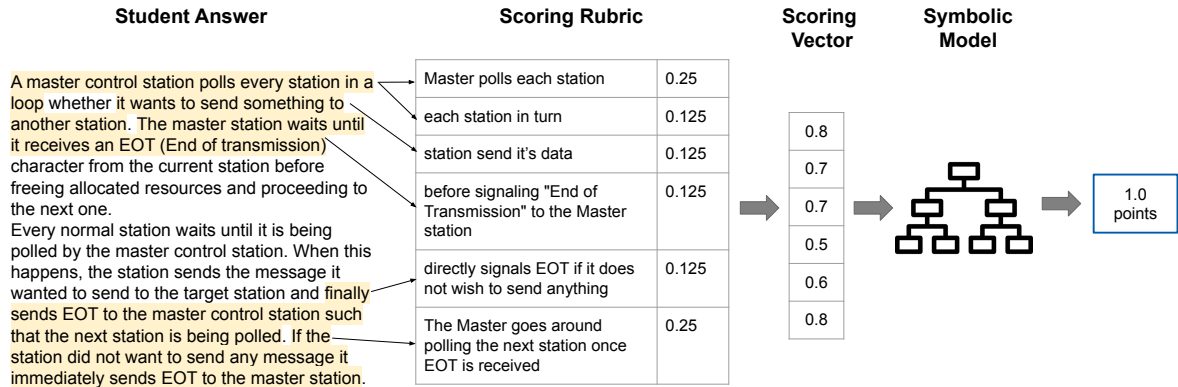 Student Answer
A master control station polls every station in a
loop whether it wants to send something to
another station. The master station waits until
it receives an EOT (End of transmission)
character from the current station before
freeing allocated resources and proceeding to
the next one.
Every normal station waits until it is being
polled by the master control station. When this
happens, the station sends the message it
wanted to send to the target station and finally
sends EOT to the master control station such
that the next station is being polled. If the
station did not want to send any message it
immediately sends EOT to the master station.
Scoring Rubric
Master polls each station 0.25
each station in turn 0.125
station send it's data 0.125
before signaling "End of 0.125
Transmission" to the Master
station
directly signals EOT if it does 0.125
not wish to send anything
The Master goes around 0.25
polling the next station once
EOT is received
Scoring
Vector
0.8
0.7
0.7
0.5
0.6
0.8
Symbolic
Model
1.0
points